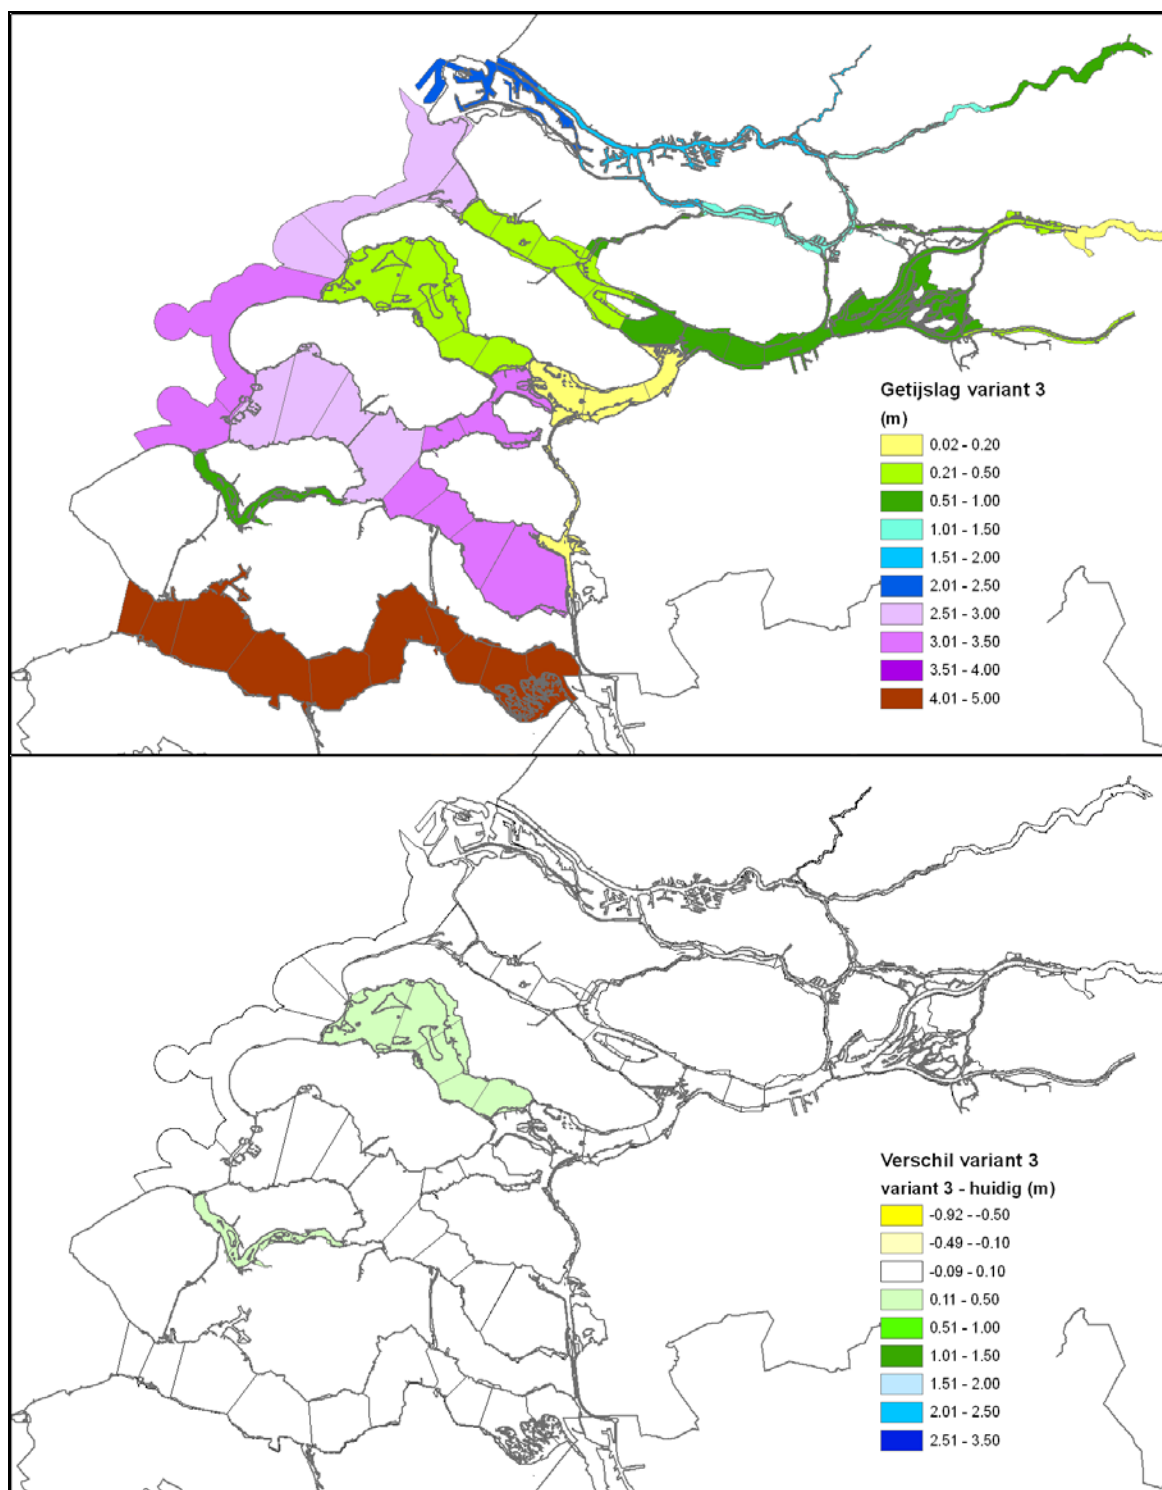 Getijslag variant 3
(m)
0.02 - 0.20
0.21 - 0.50
0.51 - 1.00
1.01 - 1.50
1.51 - 2.00
2.01 - 2.50
2.51 - 3.00
3.01 - 3.50
3.51 - 4.00
4.01 - 5.00
Verschil variant 3
variant 3 - huidig (m)
-0.92 - -0.50
-0.49 - -0.10
-0.09 - 0.10
0.11 - 0.50
0.51 - 1.00
1.01 - 1.50
1.51 - 2.00
2.01 - 2.50
2.51 - 3.50